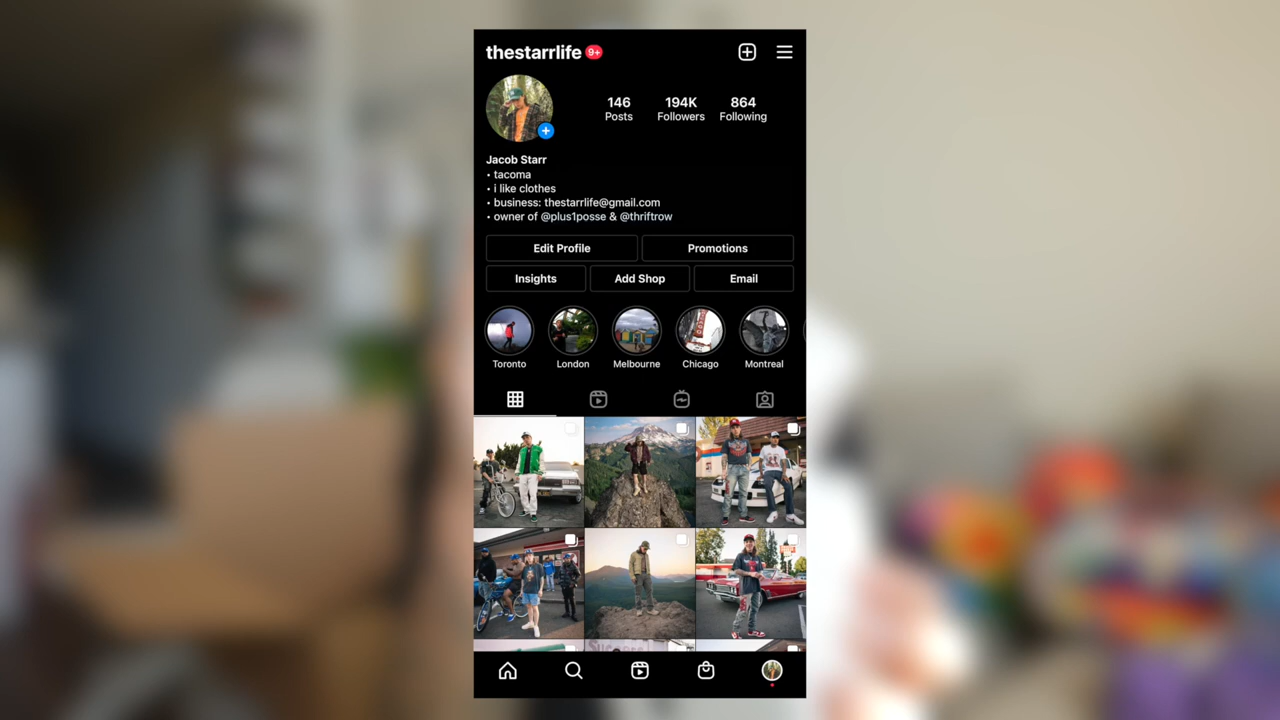 thestarrlife 9+
146 194K 864
Posts Followers Following
Jacob Starr
• tacoma
• i like clothes
• business: thestarrlife@gmail.com
• owner of @plus1posse & @thriftrow
Edit Profile Promotions
Insights Add Shop Email
Toronto London Melbourne Chicago Montreal